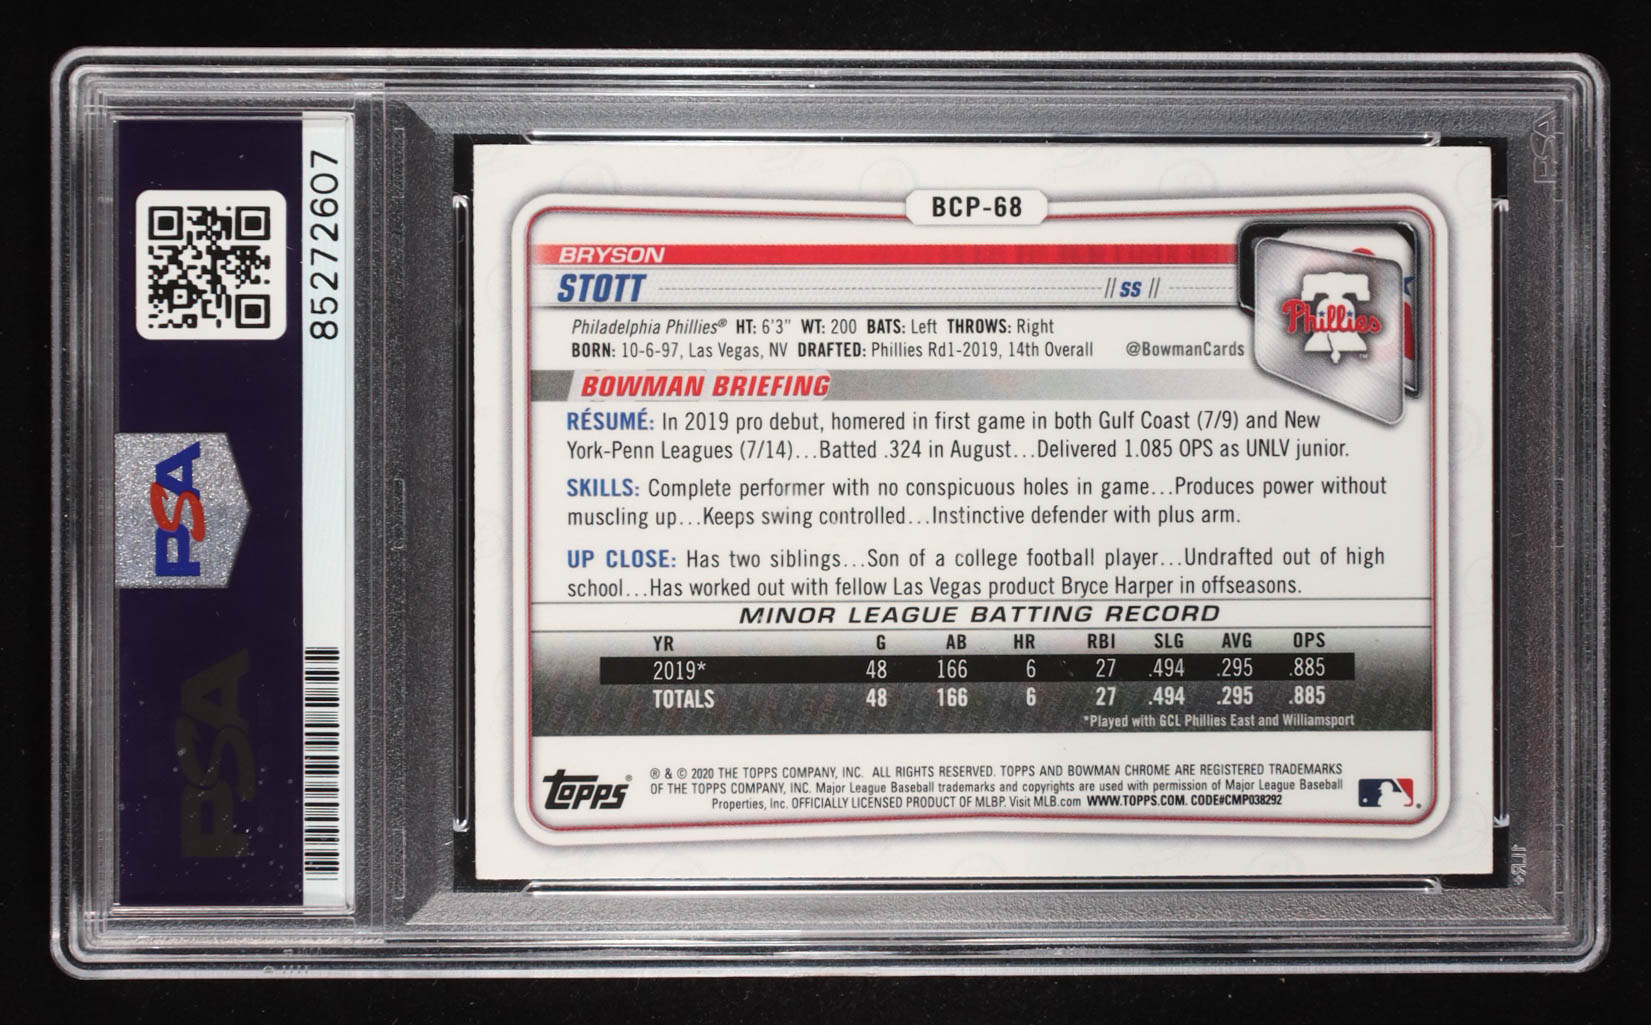 85272607
PSA
PSA
PSA
BCP-68
BRYSON
STOTT // SS //
Phillies
Philadelphia Phillies® HT: 6'3" WT: 200 BATS: Left THROWS: Right
BORN: 10-6-97, Las Vegas, NV DRAFTED: Phillies Rd1-2019, 14th Overall @BowmanCards
BOWMAN BRIEFING
RÉSUMÉ: In 2019 pro debut, homered in first game in both Gulf Coast (7/9) and New
York-Penn Leagues (7/14)...Batted .324 in August...Delivered 1.085 OPS as UNLV junior.
SKILLS: Complete performer with no conspicuous holes in game...Produces power without
muscling up...Keeps swing controlled...Instinctive defender with plus arm.
UP CLOSE: Has two siblings...Son of a college football player...Undrafted out of high
school...Has worked out with fellow Las Vegas product Bryce Harper in offseasons.
MINOR LEAGUE BATTING RECORD
YR G AB HR RBI SLG AVG OPS
2019* 48 166 6 27 .494 .295 .885
TOTALS 48 166 6 27 .494 .295 .885
*Played with GCL Phillies East and Williamsport
topps®
® & © 2020 THE TOPPS COMPANY, INC. ALL RIGHTS RESERVED. TOPPS AND BOWMAN CHROME ARE REGISTERED TRADEMARKS
OF THE TOPPS COMPANY, INC. Major League Baseball trademarks and copyrights are used with permission of Major League Baseball
Properties, Inc. OFFICIALLY LICENSED PRODUCT OF MLBP. Visit MLB.com WWW.TOPPS.COM. CODE#CMP038292